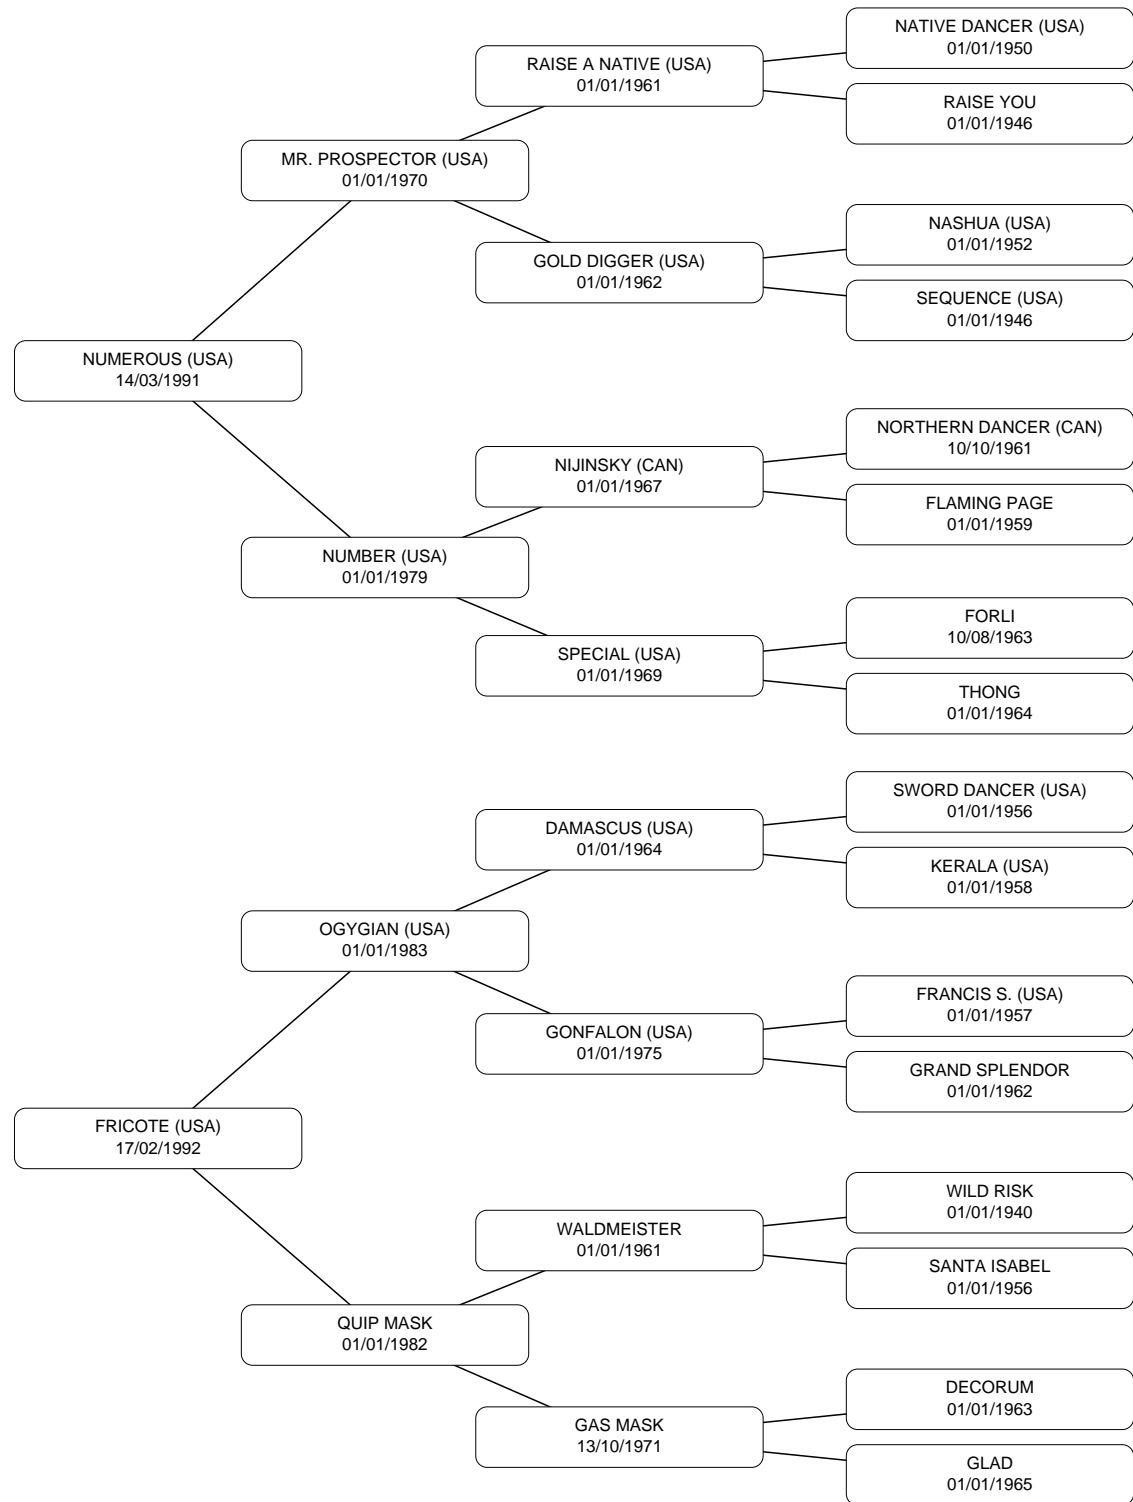 NATIVE DANCER (USA)
01/01/1950
RAISE A NATIVE (USA)
01/01/1961
RAISE YOU
01/01/1946
MR. PROSPECTOR (USA)
01/01/1970
NASHUA (USA)
01/01/1952
GOLD DIGGER (USA)
01/01/1962
SEQUENCE (USA)
01/01/1946
NUMEROUS (USA)
14/03/1991
NORTHERN DANCER (CAN)
10/10/1961
NIJINSKY (CAN)
01/01/1967
FLAMING PAGE
01/01/1959
NUMBER (USA)
01/01/1979
FORLI
10/08/1963
SPECIAL (USA)
01/01/1969
THONG
01/01/1964
SWORD DANCER (USA)
01/01/1956
DAMASCUS (USA)
01/01/1964
KERALA (USA)
01/01/1958
OGYGIAN (USA)
01/01/1983
FRANCIS S. (USA)
01/01/1957
GONFALON (USA)
01/01/1975
GRAND SPLENDOR
01/01/1962
FRICOTE (USA)
17/02/1992
WILD RISK
01/01/1940
WALDMEISTER
01/01/1961
SANTA ISABEL
01/01/1956
QUIP MASK
01/01/1982
DECORUM
01/01/1963
GAS MASK
13/10/1971
GLAD
01/01/1965